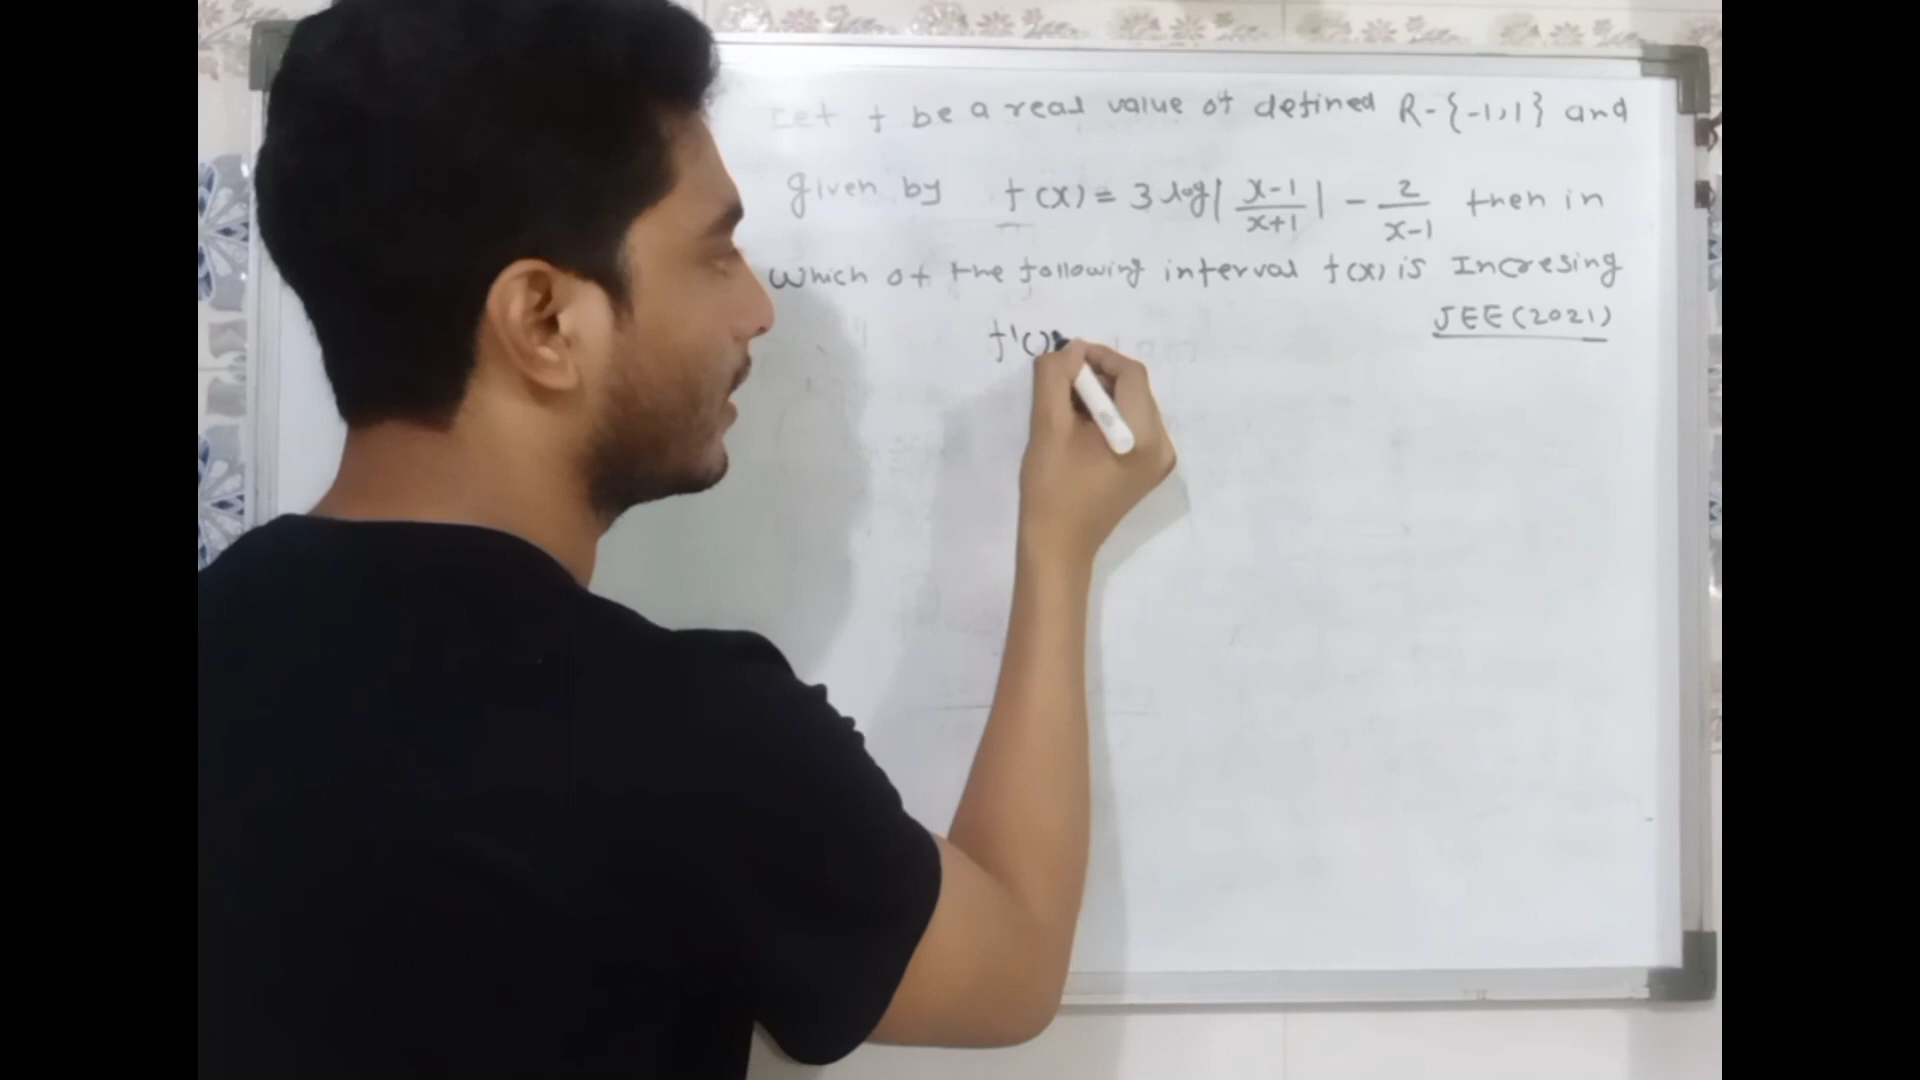 Let f be a real value of defined R-{-1,1} and
given by f(x) = 3 log| x-1/x+1 | - 2/x-1 then in
Which of the following interval f(x) is Incresing
JEE(2021)
f'(x